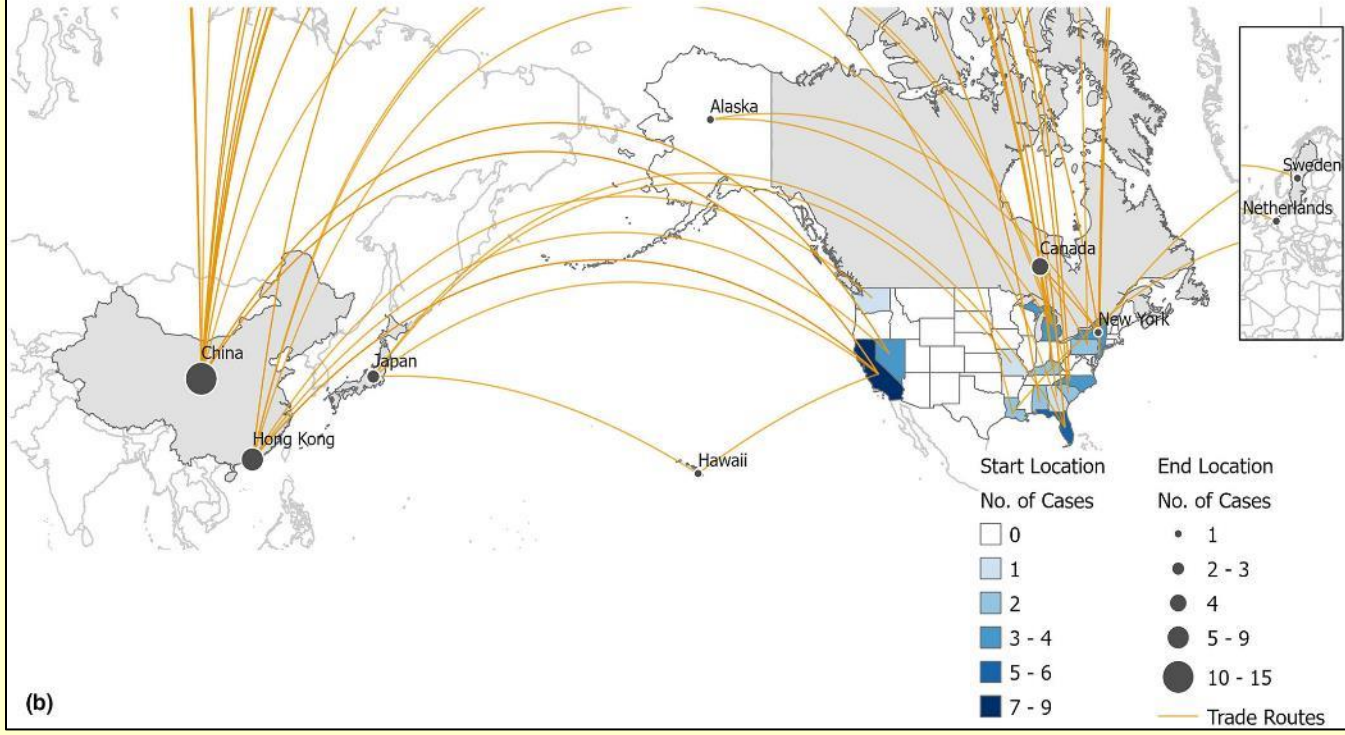 Alaska
Sweden
Netherlands
Canada
New York
China
Japan
Hong Kong
Hawaii
Start Location
No. of Cases
0
1
2
3 - 4
5 - 6
7 - 9
End Location
No. of Cases
1
2 - 3
4
5 - 9
10 - 15
Trade Routes
(b)